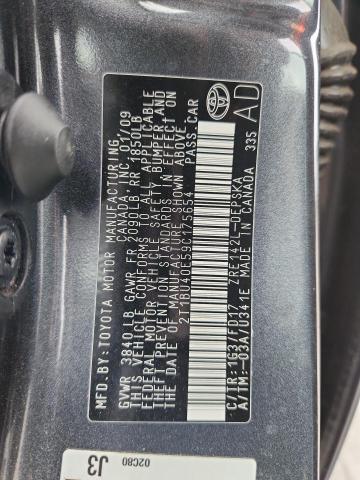 MFD.BY:TOYOTA MOTOR MANUFACTURING
CANADA, INC. 01/09
GVWR 3840LB GAWR FR 2090LB RR 1850LB
THIS VEHICLE CONFORMS TO ALL APPLICABLE
FEDERAL MOTOR VEHICLE SAFETY BUMPER AND
THEFT PREVENTION STANDARDS IN EFFECT ON
THE DATE OF MANUFACTURE SHOWN ABOVE.
2T1BU40E59C175654 PASS.CAR
C/TR:1G3/FD17 ZRE142L-DEPSKA
A/TM:-03A/U341E MADE IN CANADA 335
AD
02C80
J3